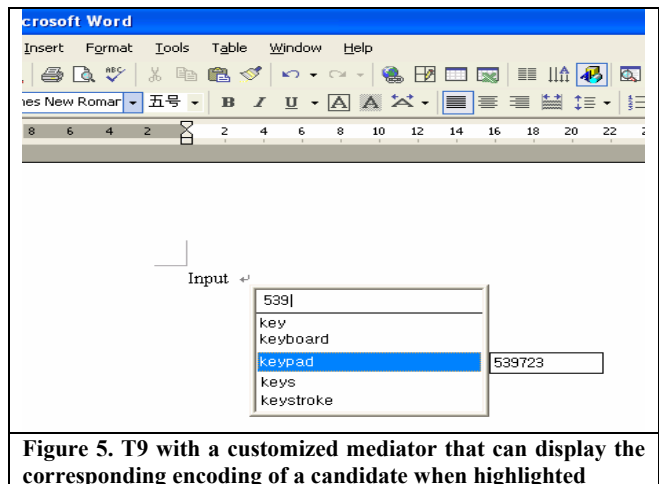 crosoft Word
Insert Format Tools Table Window Help
ABC
nes New Romar 五号 B I U A A
8 6 4 2 2 4 6 8 10 12 14 16 18 20 22
Input
539
key
keyboard
keypad 539723
keys
keystroke
Figure 5. T9 with a customized mediator that can display the
corresponding encoding of a candidate when highlighted